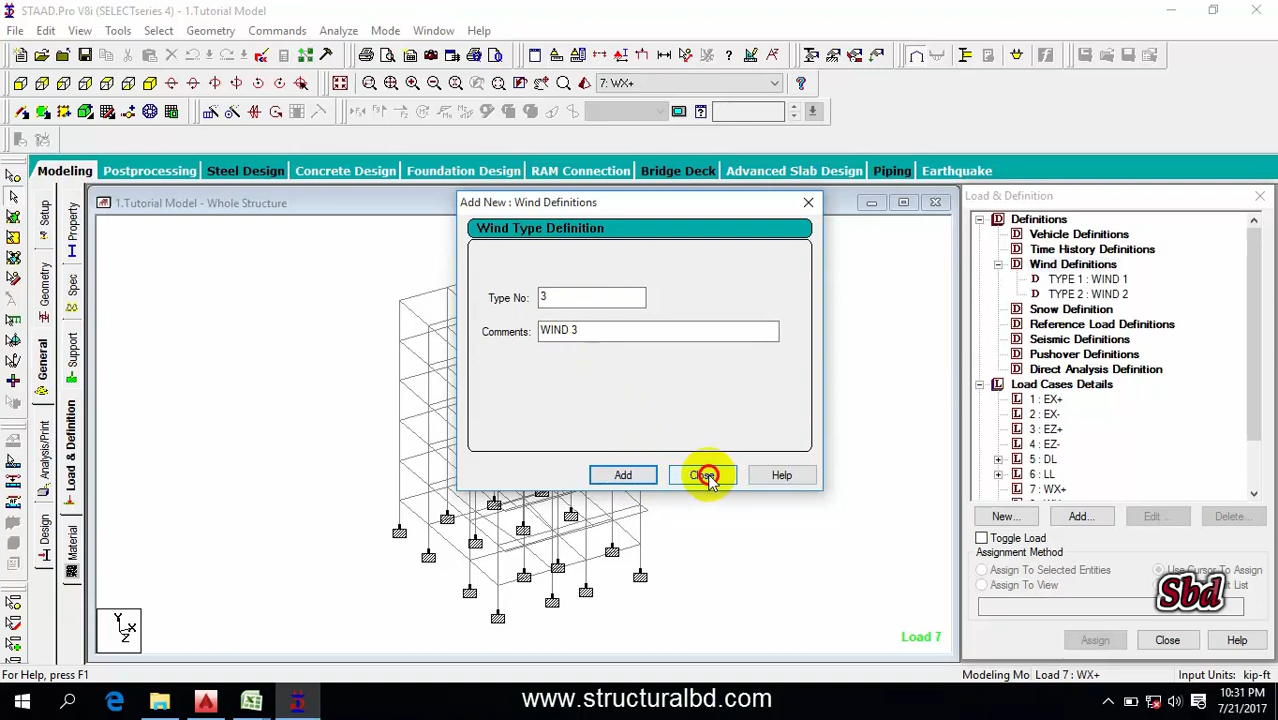 STAAD.Pro V8i (SELECTseries 4) - 1.Tutorial Model
File Edit View Tools Select Geometry Commands Analyze Mode Window Help
7: WX+
Modeling Postprocessing Steel Design Concrete Design Foundation Design RAM Connection Bridge Deck Advanced Slab Design Piping Earthquake
1.Tutorial Model - Whole Structure
Setup
Geometry
General
Analysis/Print
Design
Property
Spec
Support
Load & Definition
Material
Add New : Wind Definitions
Wind Type Definition
Type No: 3
Comments: WIND 3
Add Close Help
Load 7
Y
X
Z
Load & Definition
Definitions
Vehicle Definitions
Time History Definitions
Wind Definitions
TYPE 1 : WIND 1
TYPE 2 : WIND 2
Snow Definition
Reference Load Definitions
Seismic Definitions
Pushover Definitions
Direct Analysis Definition
Load Cases Details
1 : EX+
2 : EX-
3 : EZ+
4 : EZ-
5 : DL
6 : LL
7 : WX+
New... Add... Edit... Delete...
Toggle Load
Assignment Method
Assign To Selected Entities
Use Cursor To Assign
Assign To View
Sbd
Assign Close Help
For Help, press F1
Modeling Mo Load 7 : WX+ Input Units: kip-ft
www.structuralbd.com
10:31 PM
7/21/2017